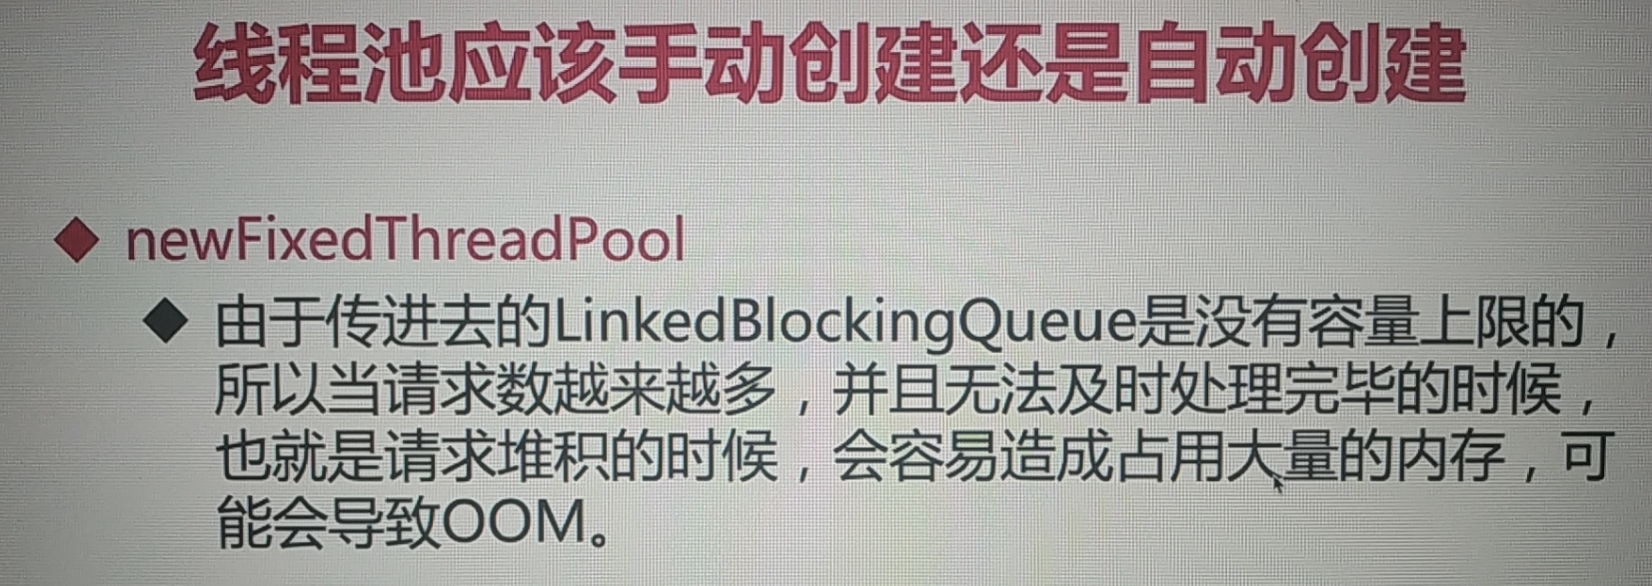 线程池应该手动创建还是自动创建
newFixedThreadPool
由于传进去的LinkedBlockingQueue是没有容量上限的，
所以当请求数越来越多，并且无法及时处理完毕的时候，
也就是请求堆积的时候，会容易造成占用大量的内存，可
能会导致OOM。